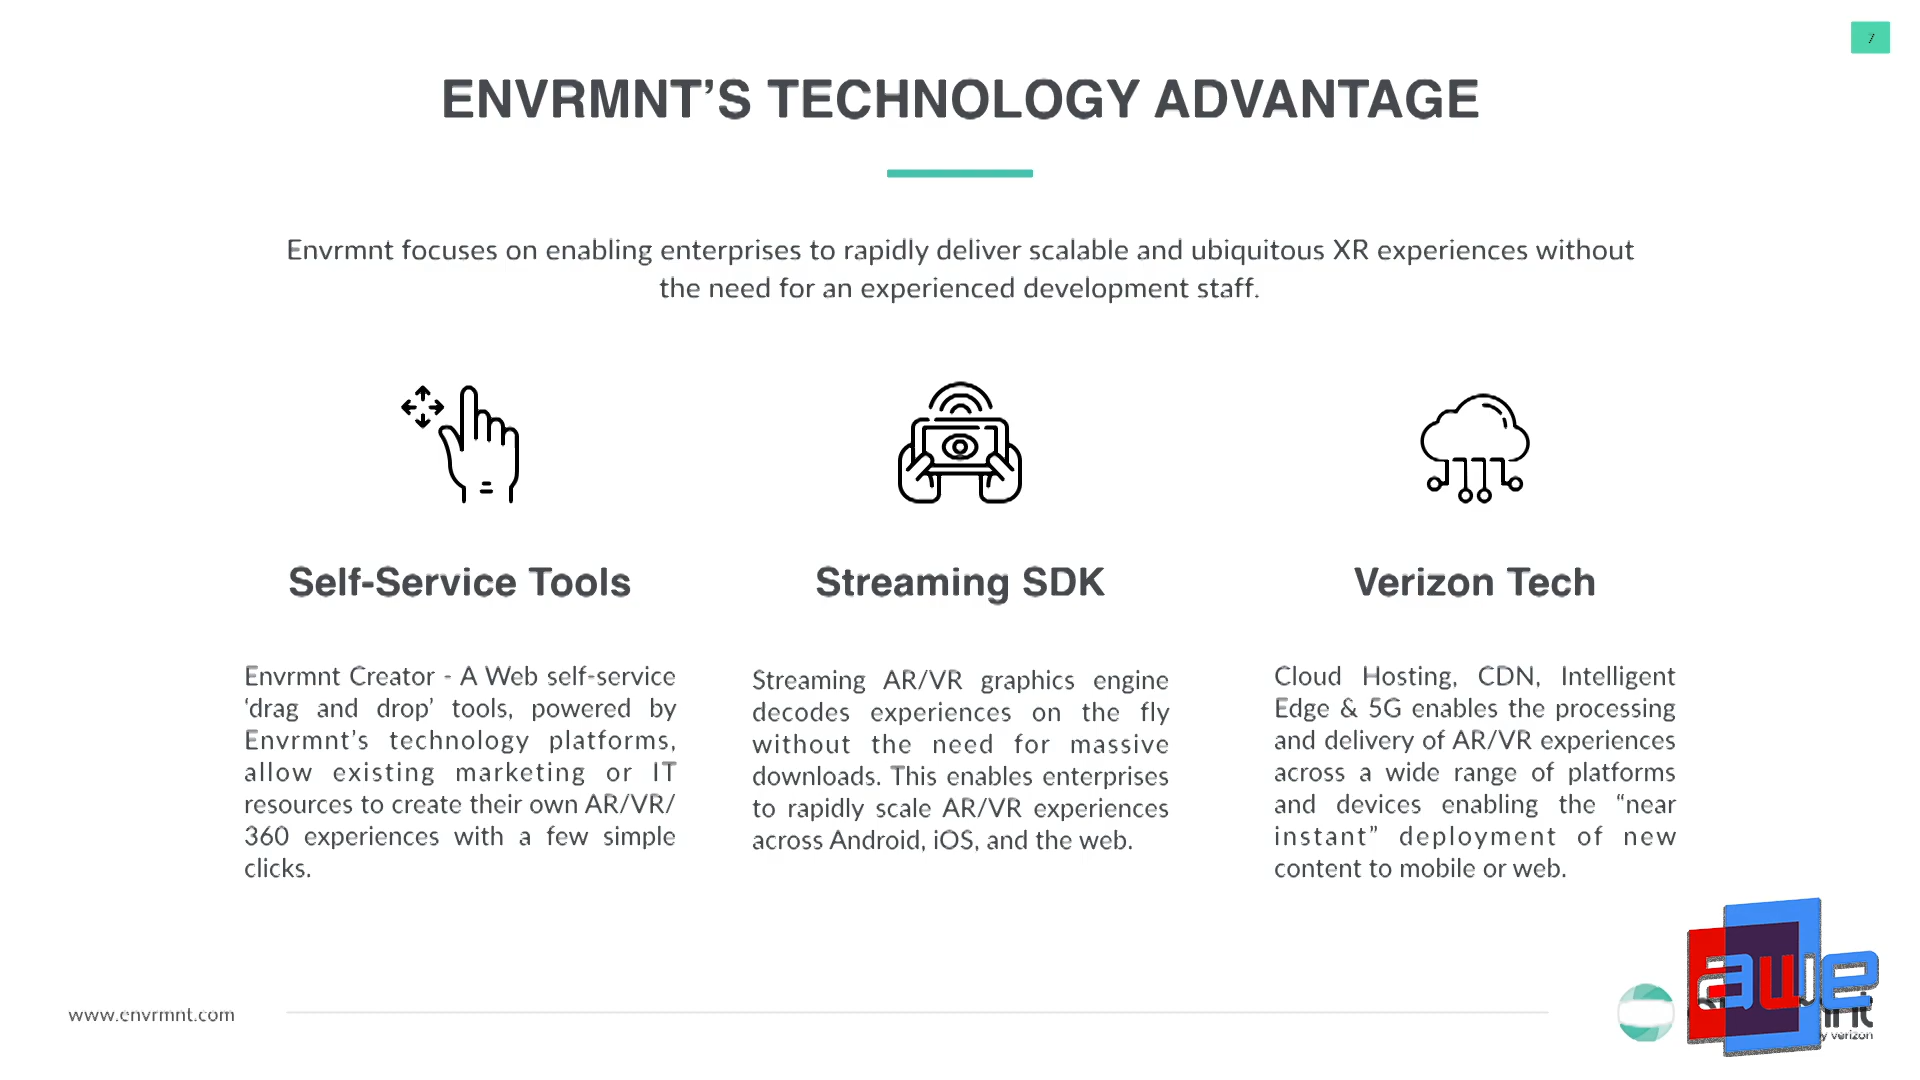 7
ENVRMNT’S TECHNOLOGY ADVANTAGE
Envrmnt focuses on enabling enterprises to rapidly deliver scalable and ubiquitous XR experiences without
the need for an experienced development staff.
Self-Service Tools
Envrmnt Creator - A Web self-service
‘drag and drop’ tools, powered by
Envrmnt’s technology platforms,
allow existing marketing or IT
resources to create their own AR/VR/
360 experiences with a few simple
clicks.
Streaming SDK
Streaming AR/VR graphics engine
decodes experiences on the fly
without the need for massive
downloads. This enables enterprises
to rapidly scale AR/VR experiences
across Android, iOS, and the web.
Verizon Tech
Cloud Hosting, CDN, Intelligent
Edge & 5G enables the processing
and delivery of AR/VR experiences
across a wide range of platforms
and devices enabling the “near
instant” deployment of new
content to mobile or web.
www.envrmnt.com
awe
verizon